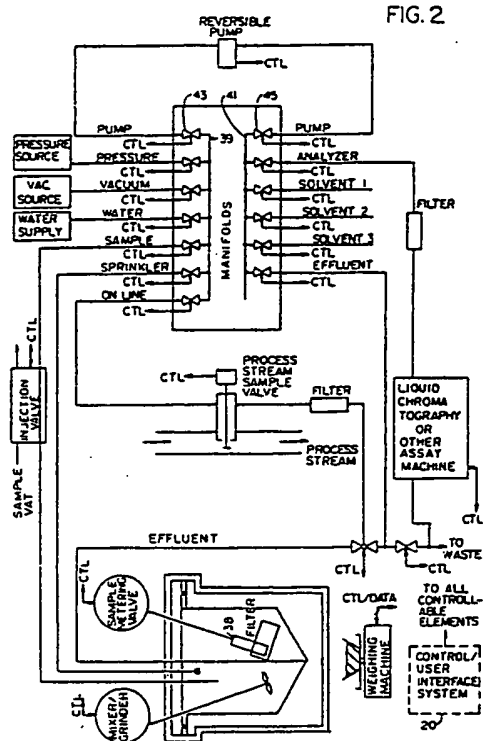 FIG. 2
REVERSIBLE
PUMP
CTL
43
41
45
PUMP
PUMP
39
CTL
CTL
PRESSURE
SOURCE
PRESSURE
ANALYZER
CTL
CTL
VAC
SOURCE
VACUUM
SOLVENT 1
CTL
CTL
FILTER
WATER
SUPPLY
WATER
SOLVENT 2
CTL
CTL
SAMPLE
SOLVENT 3
CTL
CTL
SPRINKLER
EFFLUENT
CTL
CTL
ON LINE
CTL
MANIFOLDS
CTL
INJECTION
VALVE
SAMPLE
VAT
CTL
PROCESS
STREAM
SAMPLE
VALVE
FILTER
PROCESS
STREAM
LIQUID
CHROMA
TOGRAPHY
OR
OTHER
ASSAY
MACHINE
CTL
EFFLUENT
TO
WASTE
CTL
CTL
CTL
SAMPLE
METERING
VALVE
38
FILTER
CTL
MIXER/
GRINDER
CTL/DATA
WEIGHING
MACHINE
TO ALL
CONTROLL-
ABLE
ELEMENTS
CONTROL/
USER
INTERFACE
SYSTEM
20